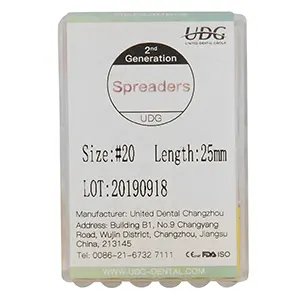 UDG
UNITED DENTAL GROUP
2nd
Generation
Spreaders
UDG
Size:#20 Length:25mm
LOT:20190918
Manufacturer: United Dental Changzhou
Address: Building B1, No.9 Changyang
Road, Wujin District, Changzhou, Jiangsu
China, 213145
Tel: 0086-21-6732 7111
CE FDA ISO
WWW.UDG-DENTAL.COM